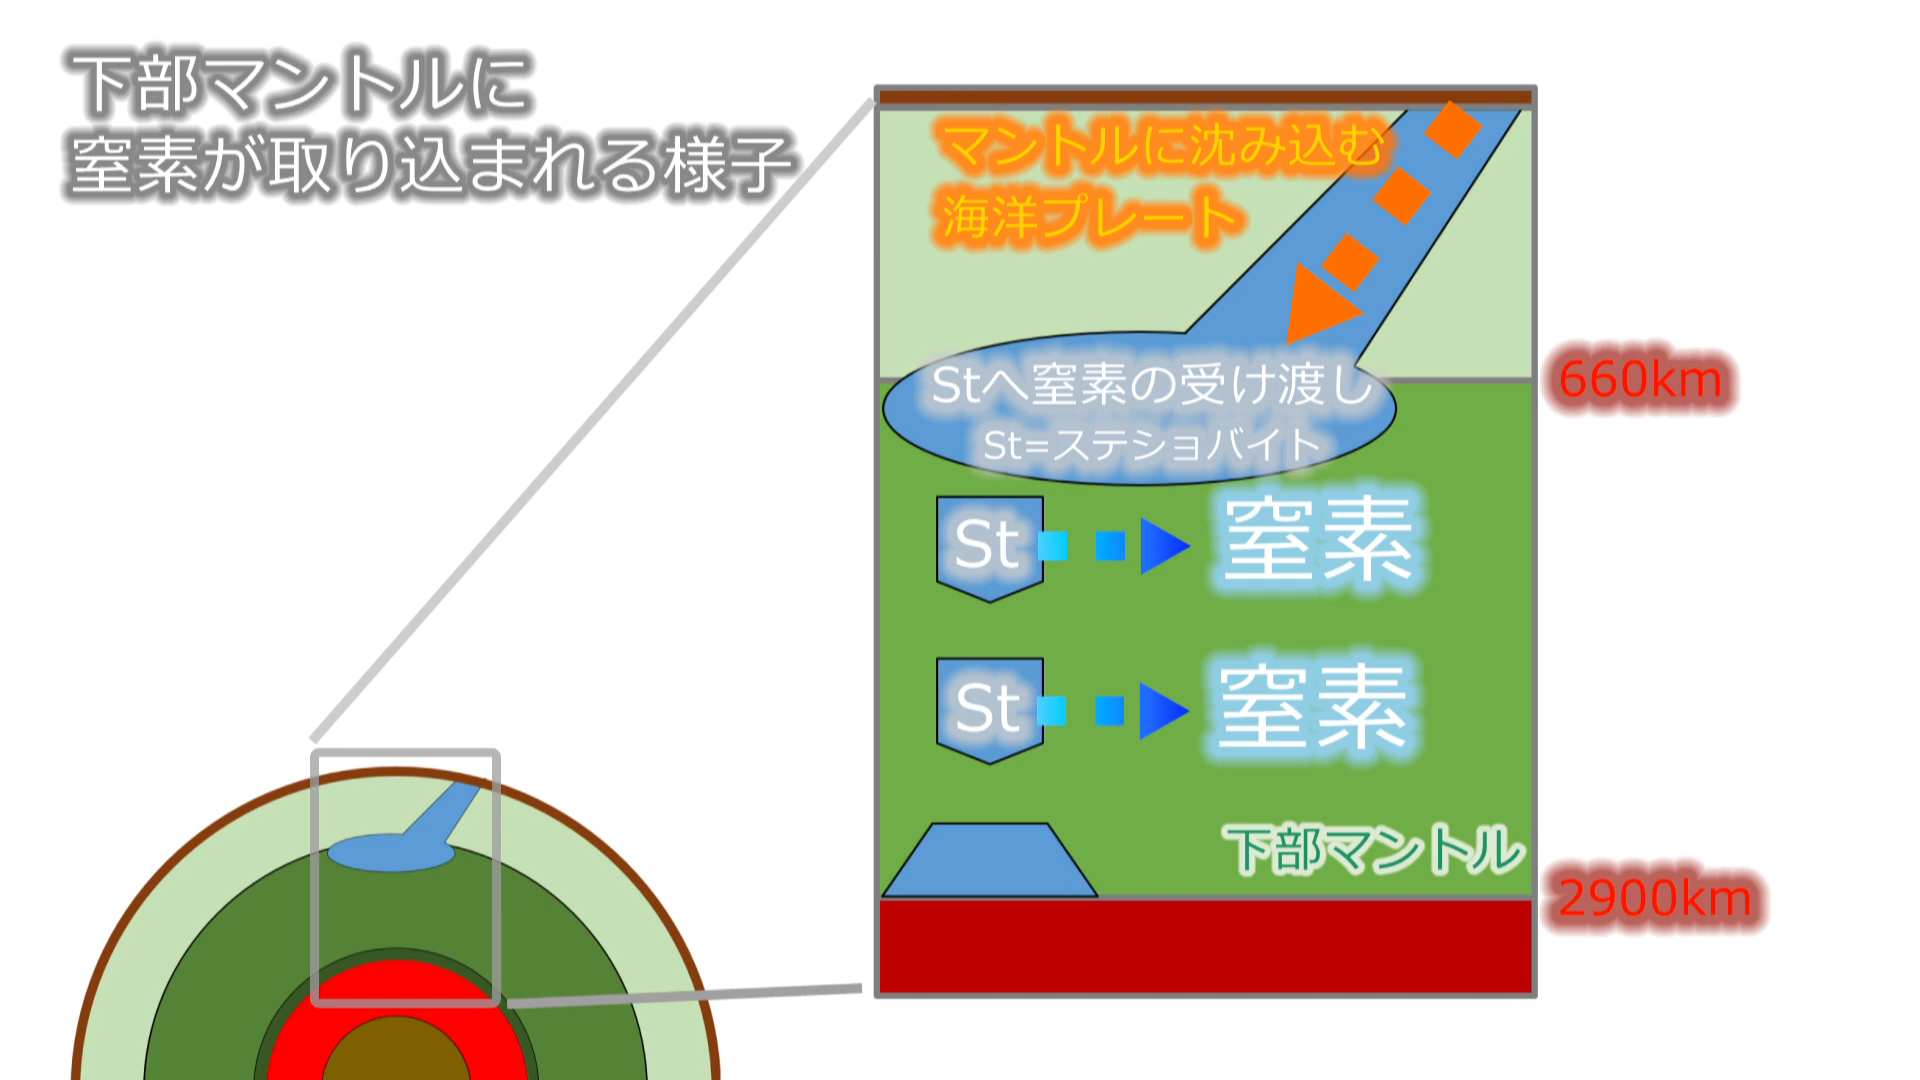 下部マントルに
窒素が取り込まれる様子
マントルに沈み込む
海洋プレート
Stへ窒素の受け渡し
St=ステショバイト
660km
St
窒素
St
窒素
下部マントル
2900km